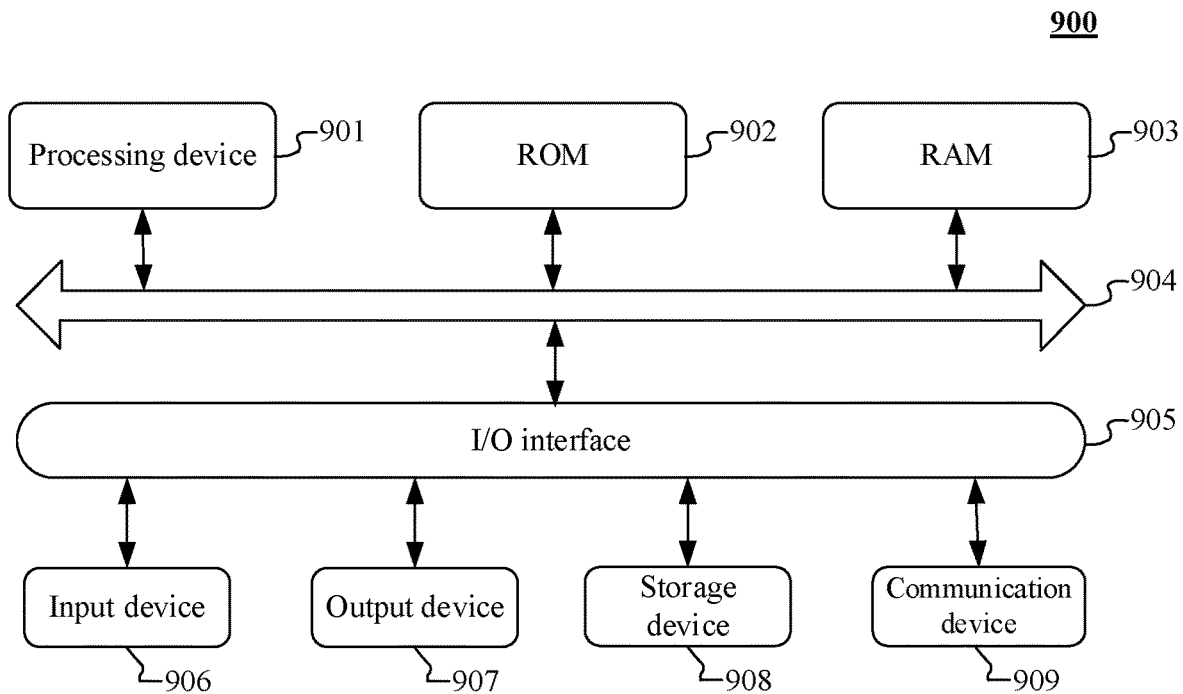 900
Processing device
901
ROM
902
RAM
903
904
I/O interface
905
Input device
906
Output device
907
Storage
device
908
Communication
device
909